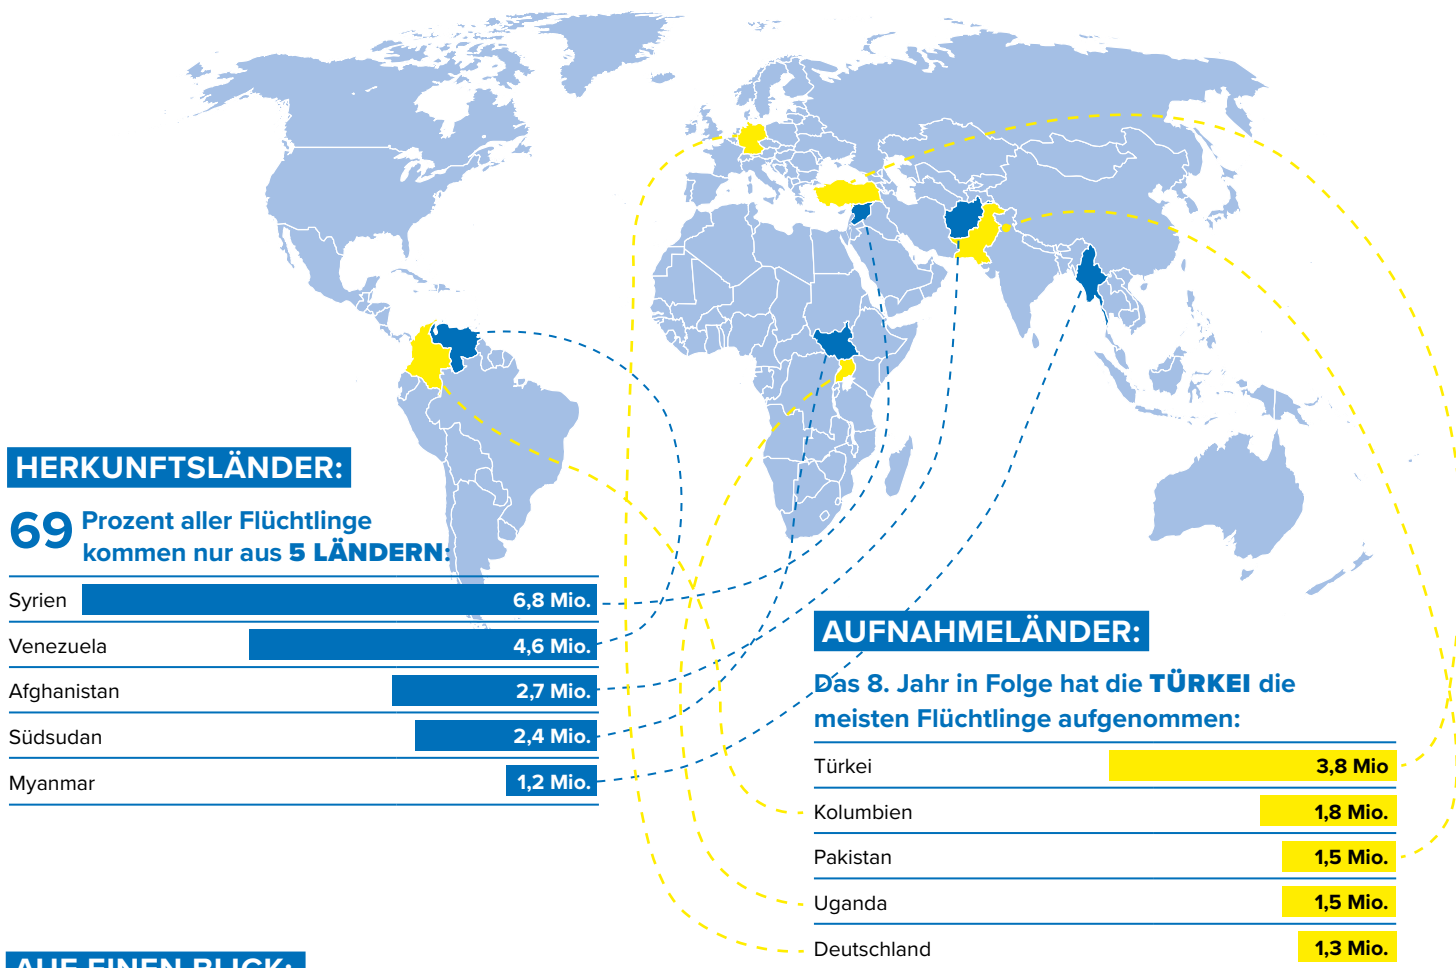 HERKUNFTSLÄNDER:
69 Prozent aller Flüchtlinge
kommen nur aus 5 LÄNDERN:
Syrien 6,8 Mio.
Venezuela 4,6 Mio.
Afghanistan 2,7 Mio.
Südsudan 2,4 Mio.
Myanmar 1,2 Mio.
AUFNAHMELÄNDER:
Das 8. Jahr in Folge hat die TÜRKEI die
meisten Flüchtlinge aufgenommen:
Türkei 3,8 Mio
Kolumbien 1,8 Mio.
Pakistan 1,5 Mio.
Uganda 1,5 Mio.
Deutschland 1,3 Mio.
AUF EINEN BLICK: